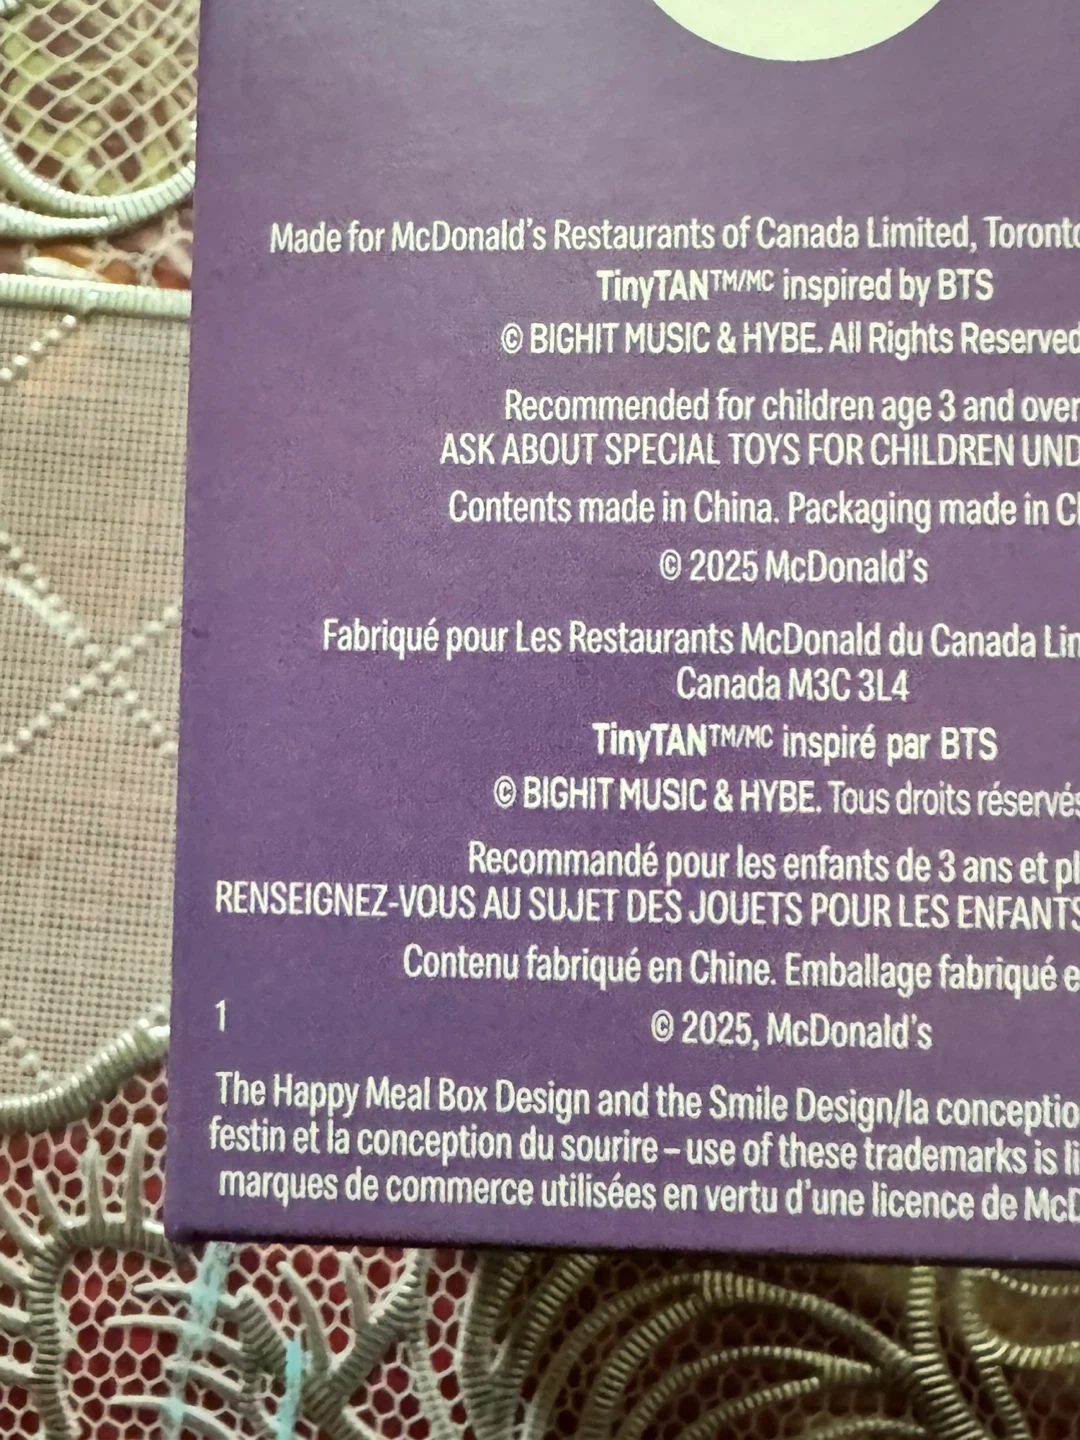 Made for McDonald's Restaurants of Canada Limited, Toronto
TinyTAN™/MC inspired by BTS
© BIGHIT MUSIC & HYBE. All Rights Reserved
Recommended for children age 3 and over
ASK ABOUT SPECIAL TOYS FOR CHILDREN
Contents made in China. Packaging made in
© 2025 McDonald's
Fabriqué pour Les Restaurants McDonald du Canada
Canada M3C 3L4
TinyTAN™/MC inspiré par BTS
© BIGHIT MUSIC & HYBE. Tous droits réservés
Recommandé pour les enfants de 3 ans et
RENSEIGNEZ-VOUS AU SUJET DES JOUETS POUR LES ENFANTS
Contenu fabriqué en Chine. Emballage fabriqué
1
© 2025, McDonald's
The Happy Meal Box Design and the Smile Design/la
festin et la conception du sourire – use of these trademarks is
marques de commerce utilisées en vertu d'une licence de